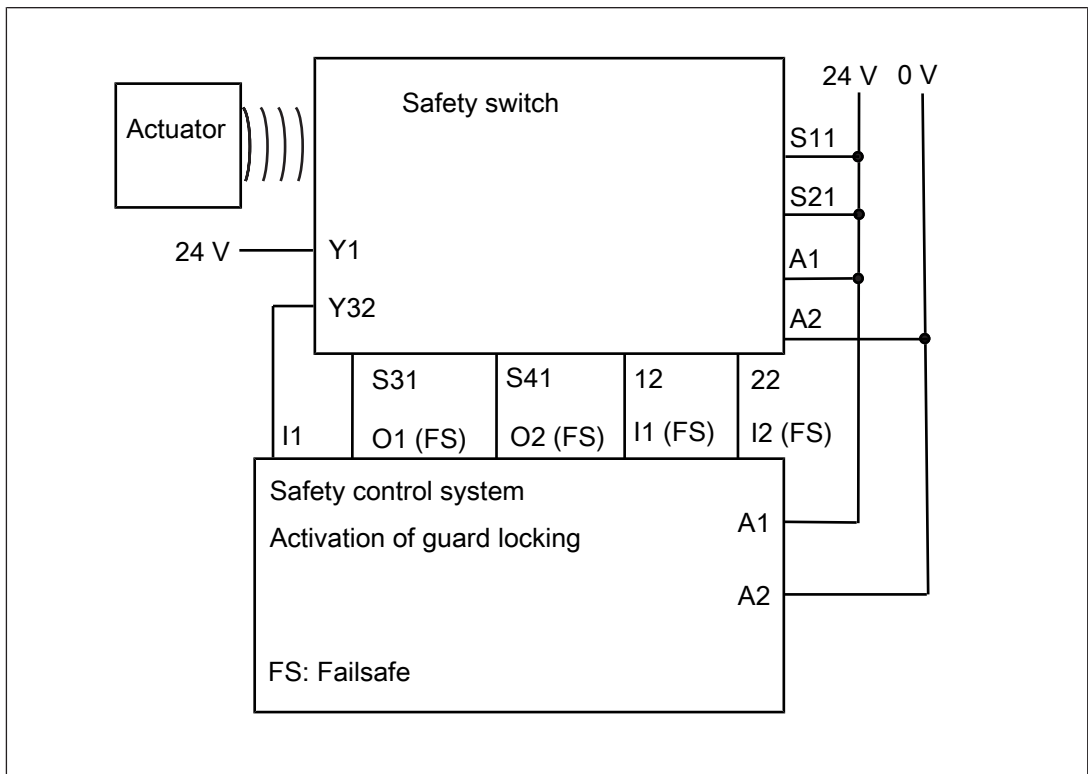 24 V
0 V
Safety switch
Actuator
S11
S21
24 V
Y1
A1
Y32
A2
S31
S41
12
22
I1
O1 (FS)
O2 (FS)
I1 (FS)
I2 (FS)
Safety control system
A1
Activation of guard locking
A2
FS: Failsafe